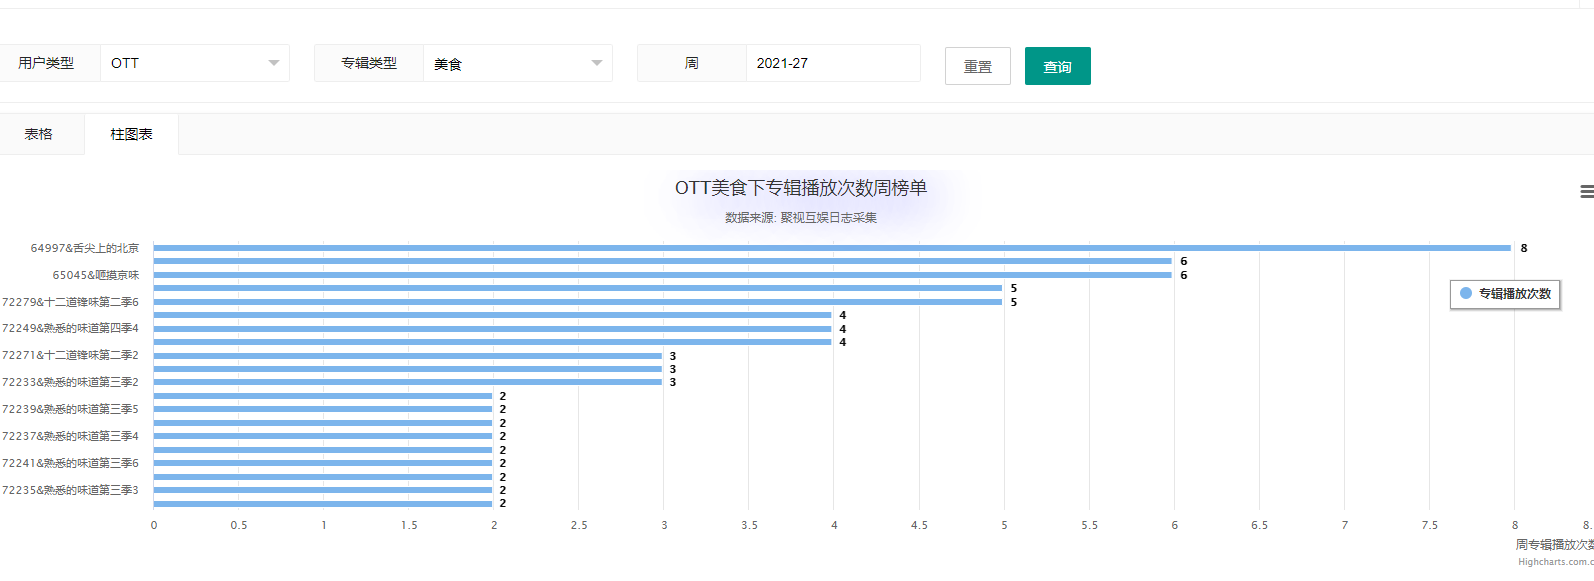 用户类型 OTT 专辑类型 美食 周 2021-27 重置 查询
表格 柱图表
OTT美食下专辑播放次数周榜单
数据来源: 聚视互娱日志采集
64997&舌尖上的北京 8
6
65045&咂摸京味 6
5
72279&十二道锋味第二季6 5
专辑播放次数
4
72249&熟悉的味道第四季4 4
4
72271&十二道锋味第二季2 3
3
72233&熟悉的味道第三季2 3
2
72239&熟悉的味道第三季5 2
2
72237&熟悉的味道第三季4 2
2
72241&熟悉的味道第三季6 2
2
72235&熟悉的味道第三季3 2
2
0 0.5 1 1.5 2 2.5 3 3.5 4 4.5 5 5.5 6 6.5 7 7.5 8 8.
周专辑播放次数
Highcharts.com.c